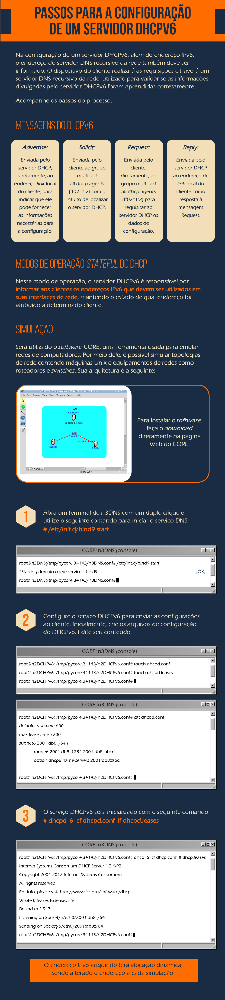 PASSOS PARA A CONFIGURAÇÃO
DE UM SERVIDOR DHCPV6
Na configuração de um servidor DHCPv6, além do endereço IPv6,
o endereço do servidor DNS recursivo da rede também deve ser
informado. O dispositivo do cliente realizará as requisições e haverá um
servidor DNS recursivo da rede, utilizado para validar se as informações
divulgadas pelo servidor DHCPv6 foram aprendidas corretamente.
Acompanhe os passos do processo.
MENSAGENS DO DHCPV6
Advertise:
Enviada pelo
servidor DHCP,
diretamente, ao
endereço link-local
do cliente, para
indicar que ele
pode fornecer
as informações
necessárias para
a configuração.
Solicit:
Enviada pelo
cliente ao grupo
multicast
all-dhcp-agents
(ff02::1:2) com o
intuito de localizar
o servidor DHCP.
Request:
Enviada pelo
cliente,
diretamente, ao
grupo multicast
all-dhcp-agents
(ff02::1:2) para
requisitar ao
servidor DHCP os
dados de
configuração.
Reply:
Enviada pelo
servidor DHCP
ao endereço de
link-local do
cliente como
resposta à
mensagem
Request.
MODOS DE OPERAÇÃO STATEFUL DO DHCP
Nesse modo de operação, o servidor DHCPv6 é responsável por
informar aos clientes os endereços IPv6 que devem ser utilizados em
suas interfaces de rede, mantendo o estado de qual endereço foi
atribuído a determinado cliente.
SIMULAÇÃO
Será utilizado o software CORE, uma ferramenta usada para emular
redes de computadores. Por meio dele, é possível simular topologias
de rede contendo máquinas Unix e equipamentos de redes como
roteadores e switches. Sua arquitetura é a seguinte:
File Edit Canvas View Tools Widgets Session Help
LAN
n2DHCPv6
2001:db8::123/64
switch
n1Host
n3DNS
Canvas1
zoom 100%
Para instalar o software,
faça o download
diretamente na página
Web do CORE.
1
Abra um terminal de n3DNS com um duplo-clique e
utilize o seguinte comando para iniciar o serviço DNS:
# /etc/init.d/bind9 start
CORE: n3DNS (console)
root@n3DNS:/tmp/pycore.34143/n3DNS.conf# /etc/int.d/bind9 start
*Starting domain name service... bind9 [OK]
root@n3DNS:/tmp/pycore.34143/n3DNS.conf#
2
Configure o serviço DHCPv6 para enviar as configurações
ao cliente. Inicialmente, crie os arquivos de configuração
do DHCPv6. Edite seu conteúdo.
CORE: n3DNS (console)
root@n2DCHPv6: /tmp/pycore.34143/n2DHCPv6.conf# touch dhcpd.conf
root@n2DCHPv6: /tmp/pycore.34143/n2DHCPv6.conf# touch dhcpd.leases
root@n2DCHPv6: /tmp/pycore.34143/n2DHCPv6.conf#
CORE: n3DNS (console)
root@n2DCHPv6: /tmp/pycore.34143/n2DHCPv6.conf# cat dhcpd.conf
default-lease-time 600;
max-lease-time 7200;
subnet6 2001:db8::/64 {
range6 2001:db8::1234 2001:db8::abcd;
option dhcp6.name-servers 2001:db8::abc;
}
root@n2DCHPv6: /tmp/pycore.34143/n2DHCPv6.conf#
3
O serviço DHCPv6 será inicializado com o seguinte comando:
# dhcpd -6 -cf dhcpd.conf -lf dhcpd.leases
CORE: n3DNS (console)
root@n2DCHPv6: /tmp/pycore.34143/n2DHCPv6.conf# dhcp -6 -cf dhcp.conf -lf dhcp.leases
Internet Systems Consortium DHCP Server 4.2.4-P2
Copyright 2004-2012 Internet Systems Consortium.
All rights reserved.
For info, please visit http://www.isc.org/software/dhcp
Wrote 0 leases to leases file
Bound to *:547
Listening on Socket/5/eth0/2001:db8::/64
Sending on Socket/5/eth0/2001:db8::/64
root@n2DCHPv6: /tmp/pycore.34143/n2DHCPv6.conf#
O endereço IPv6 adquirido terá alocação dinâmica,
sendo alterado o endereço a cada simulação.